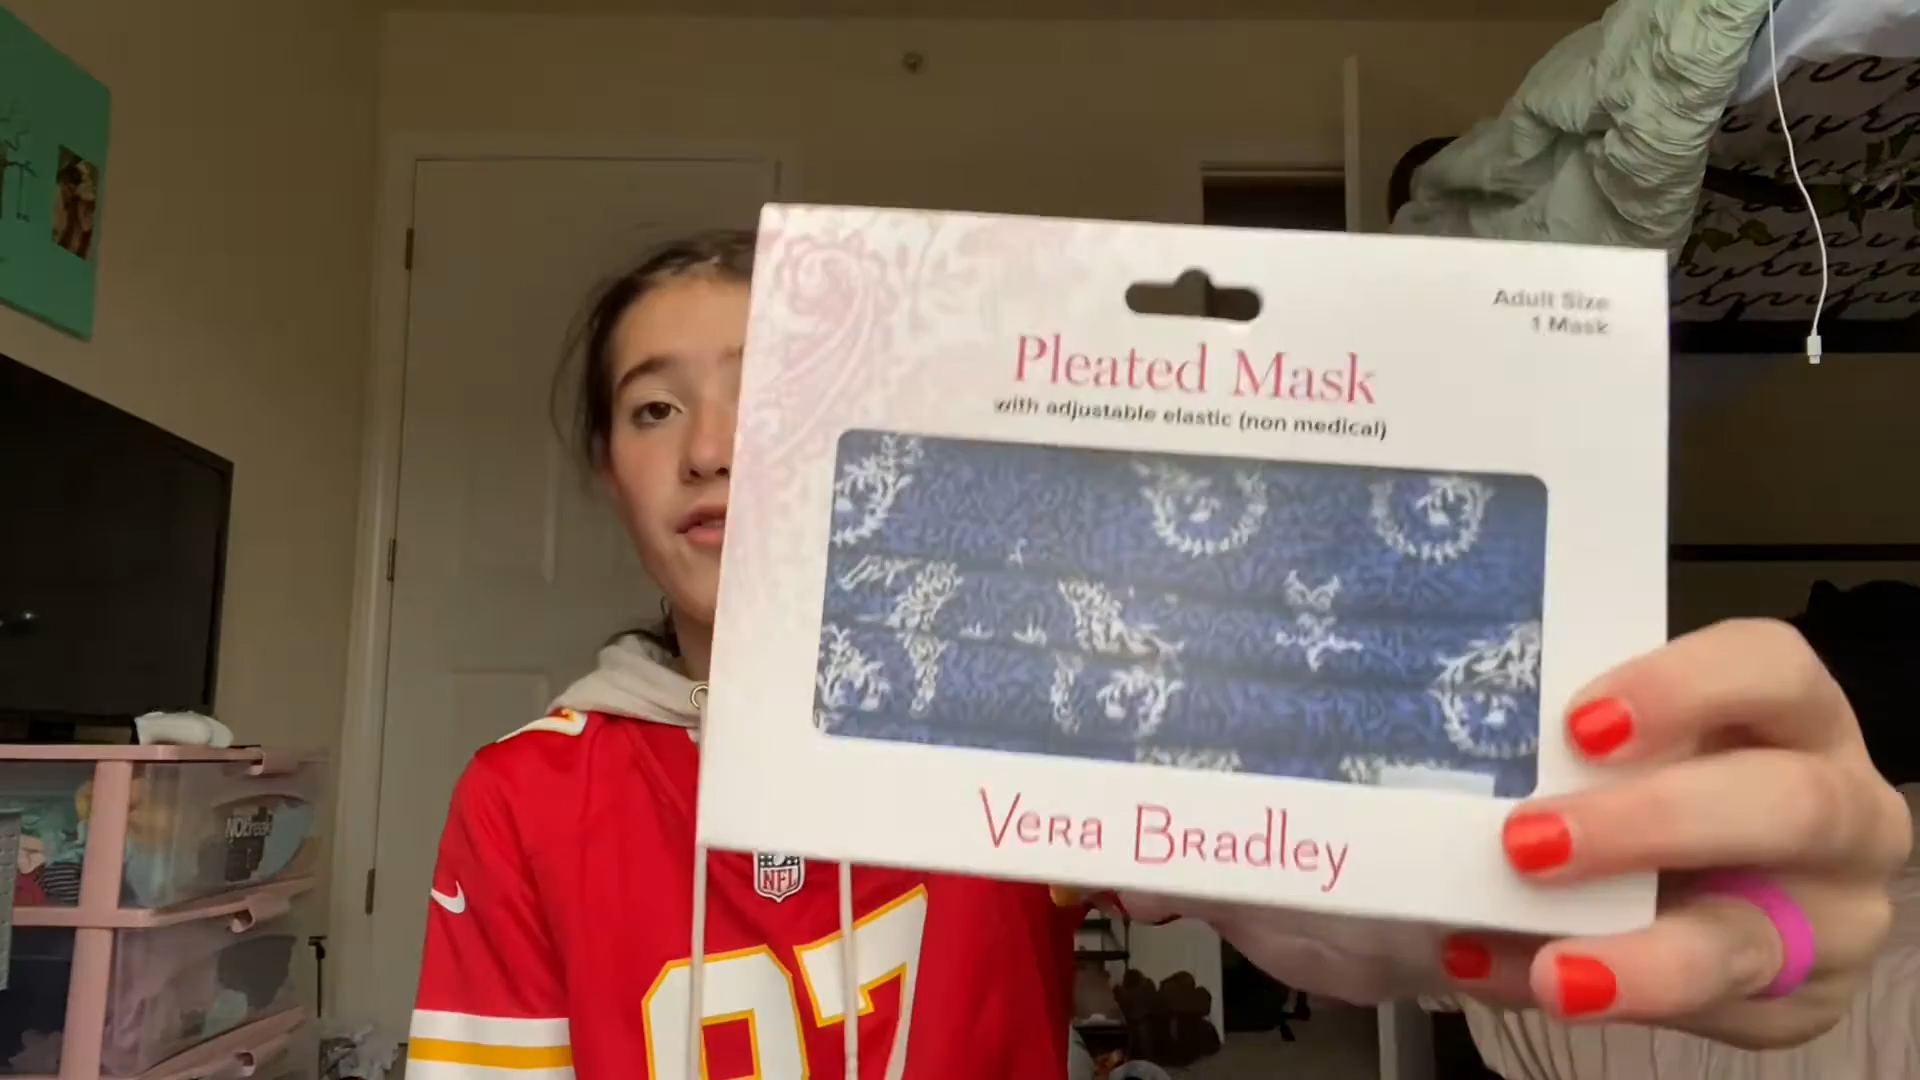 Adult Size
1 Mask
Pleated Mask
with adjustable elastic (non medical)
Vera Bradley
NFL
87